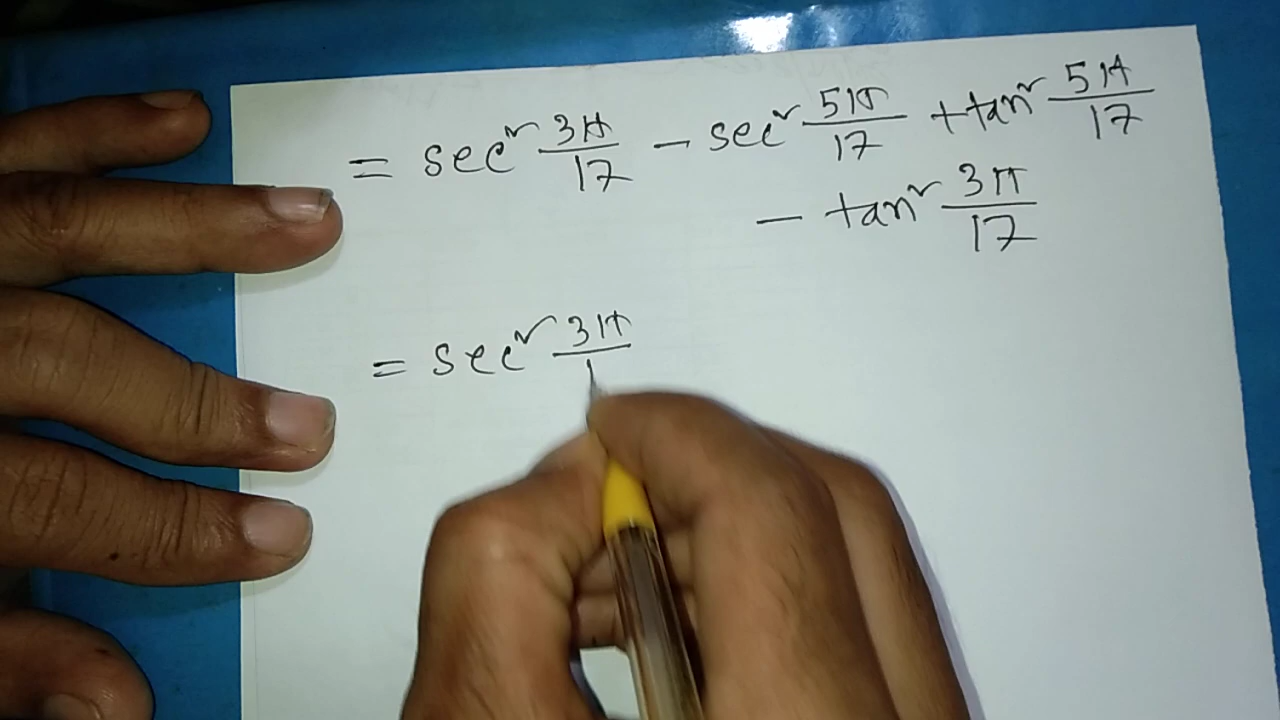 = sec² 3π/17 - sec² 5π/17 + tan² 5π/17
- tan² 3π/17
= sec² 3π/1